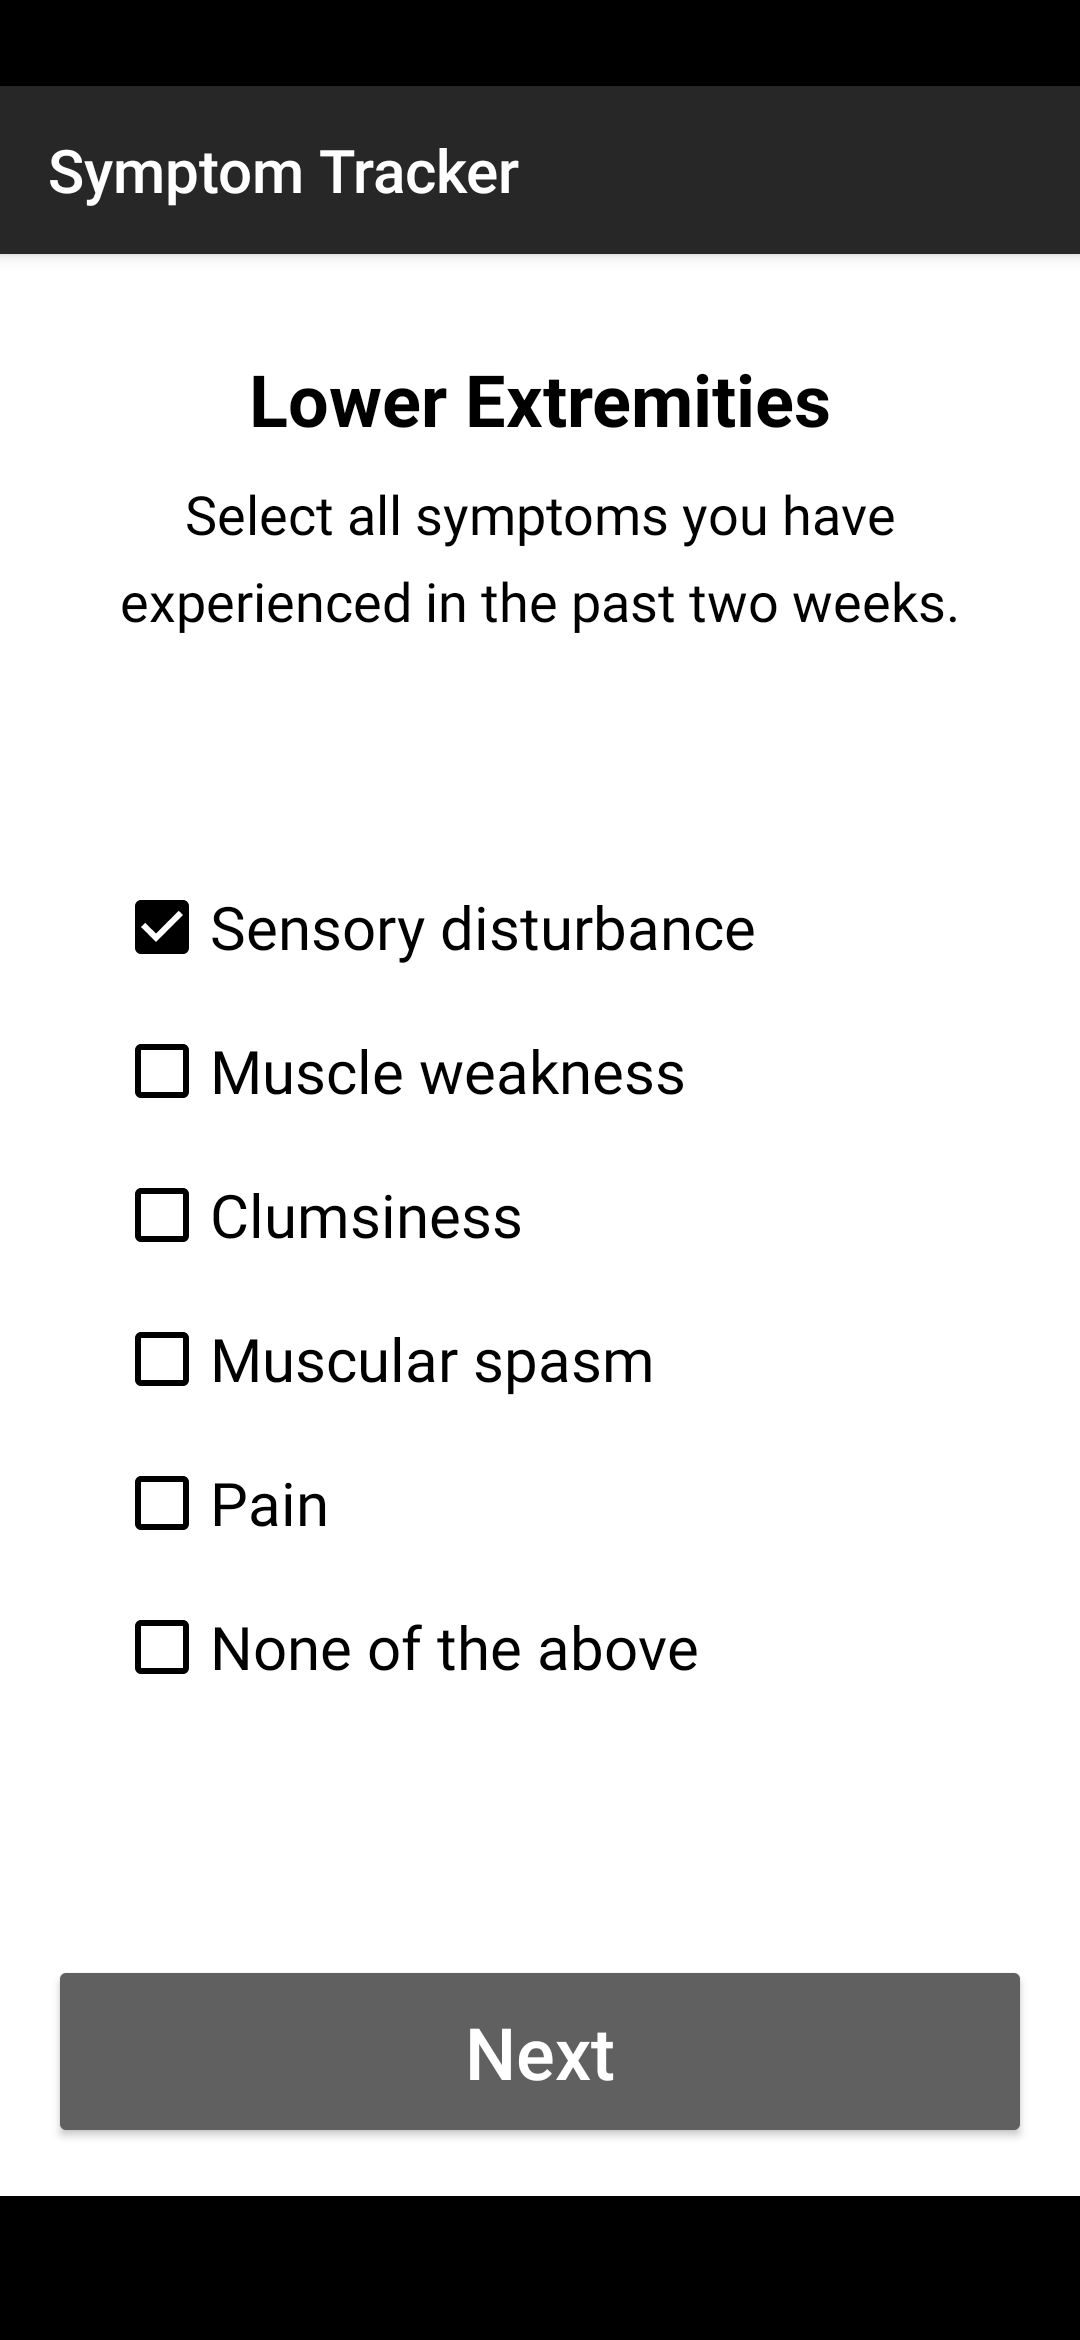 Symptom Tracker
Lower Extremities
Select all symptoms you have
experienced in the past two weeks.
Sensory disturbance
Muscle weakness
Clumsiness
Muscular spasm
Pain
None of the above
Next